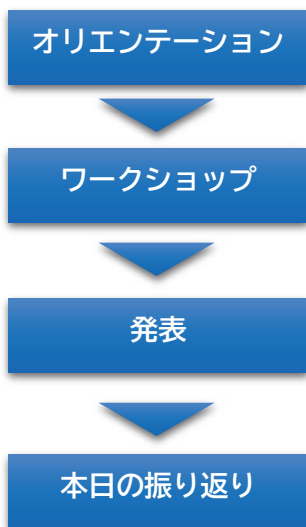 オリエンテーション
ワークショップ
発表
本日の振り返り